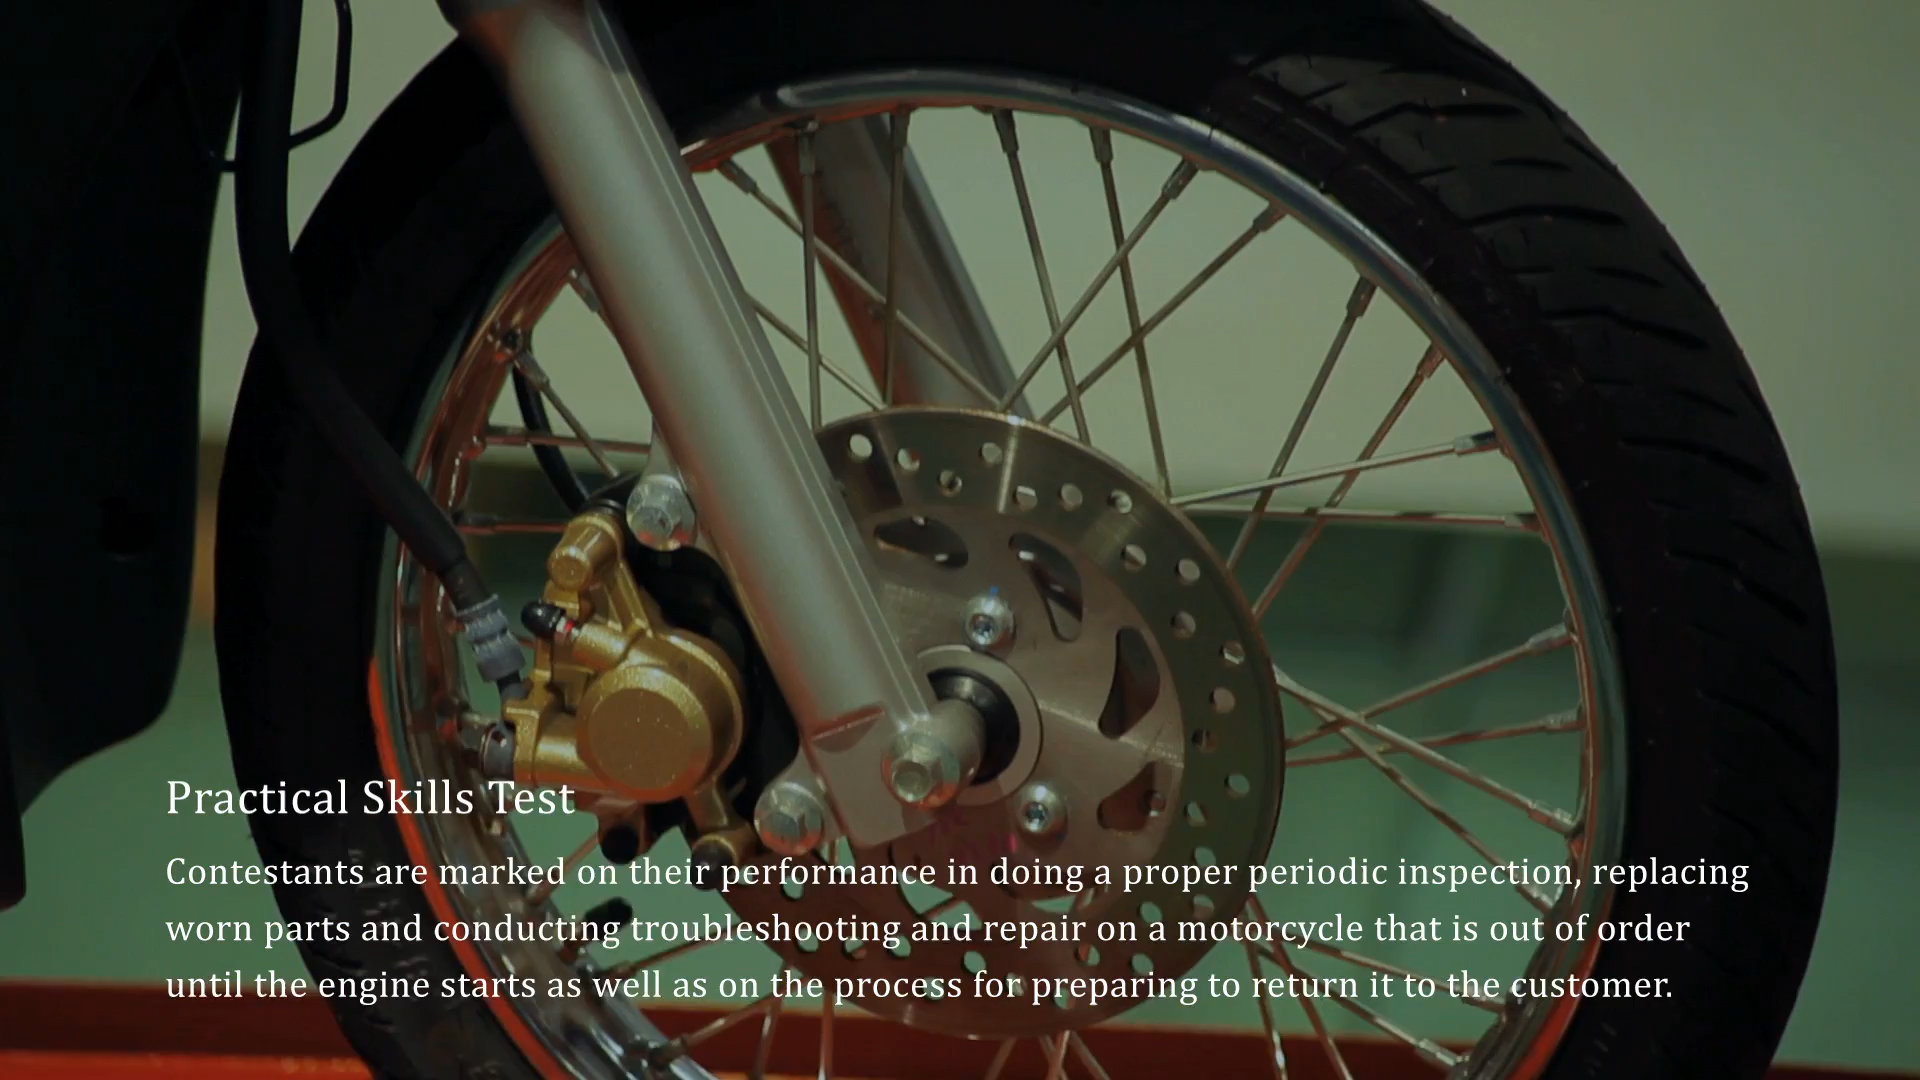 Practical Skills Test
Contestants are marked on their performance in doing a proper periodic inspection, replacing
worn parts and conducting troubleshooting and repair on a motorcycle that is out of order
until the engine starts as well as on the process for preparing to return it to the customer.